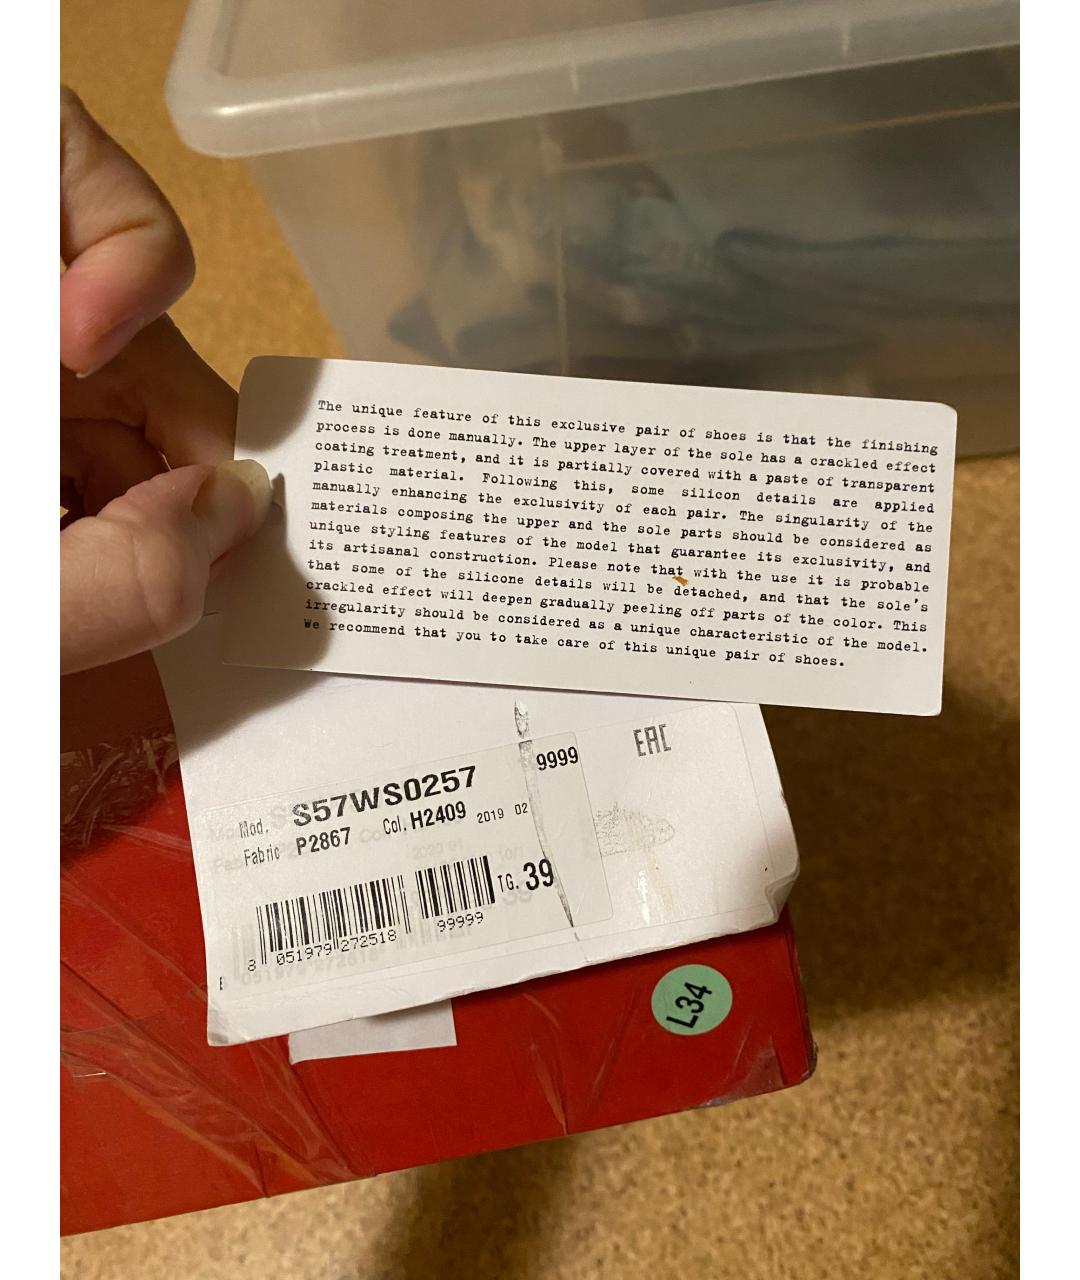 The unique feature of this exclusive pair of shoes is that the finishing
process is done manually. The upper layer of the sole has a crackled effect
coating treatment, and it is partially covered with a paste of transparent
plastic material. Following this, some silicon details are applied
manually enhancing the exclusivity of each pair. The singularity of the
materials composing the upper and the sole parts should be considered as
unique styling features of the model that guarantee its exclusivity, and
its artisanal construction. Please note that with the use it is probable
that some of the silicone details will be detached, and that the sole's
crackled effect will deepen gradually peeling off parts of the color. This
irregularity should be considered as a unique characteristic of the model.
We recommend that you to take care of this unique pair of shoes.
EAC
Mod. S57WS0257 9999
Fabric P2867 Col. H2409 2019 02
TG. 39
8 051979 272518 99999
L34